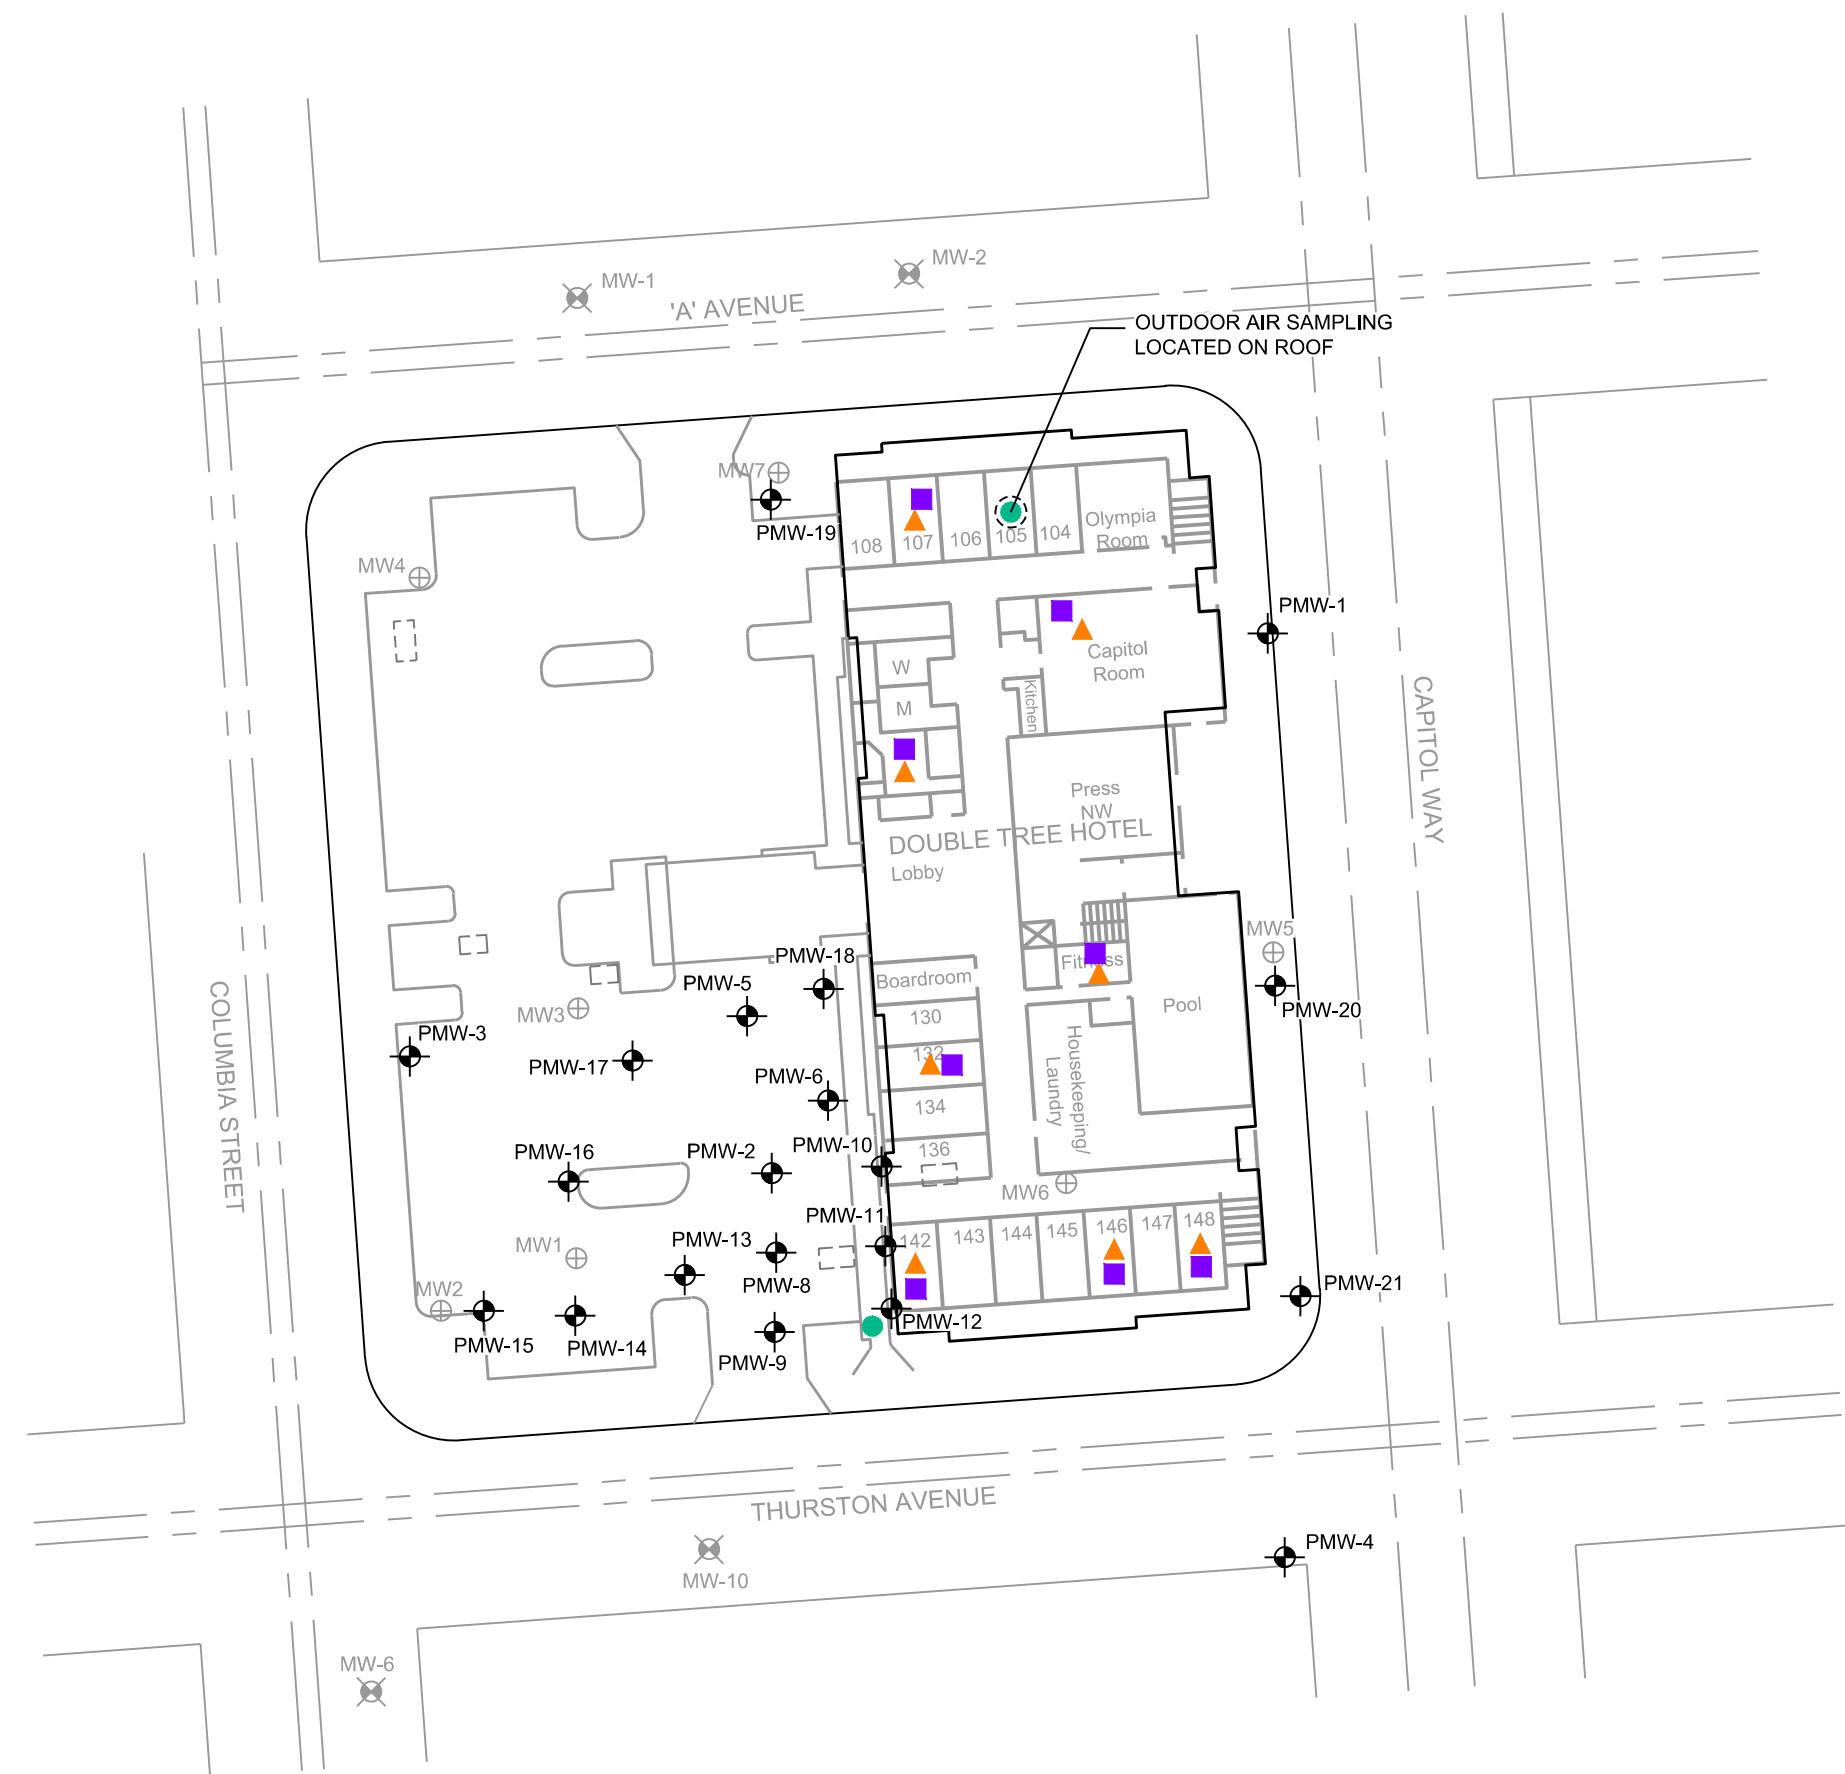 MW-2
MW-1
'A' AVENUE
OUTDOOR AIR SAMPLING
LOCATED ON ROOF
MW7
PMW-19
108
107
106
105
104
Olympia
Room
MW4
PMW-1
W
M
Kitchen
Capitol
Room
CAPITOL WAY
Press
NW
DOUBLE TREE HOTEL
Lobby
MW5
PMW-18
PMW-5
Boardroom
Fitness
Pool
PMW-20
COLUMBIA STREET
MW3
PMW-3
PMW-17
130
132
PMW-6
134
Housekeeping/
Laundry
PMW-16
PMW-2
PMW-10
136
MW6
PMW-11
142
143
144
145
146
147
148
MW1
PMW-13
PMW-8
MW2
PMW-21
PMW-15
PMW-14
PMW-9
PMW-12
THURSTON AVENUE
PMW-4
MW-10
MW-6